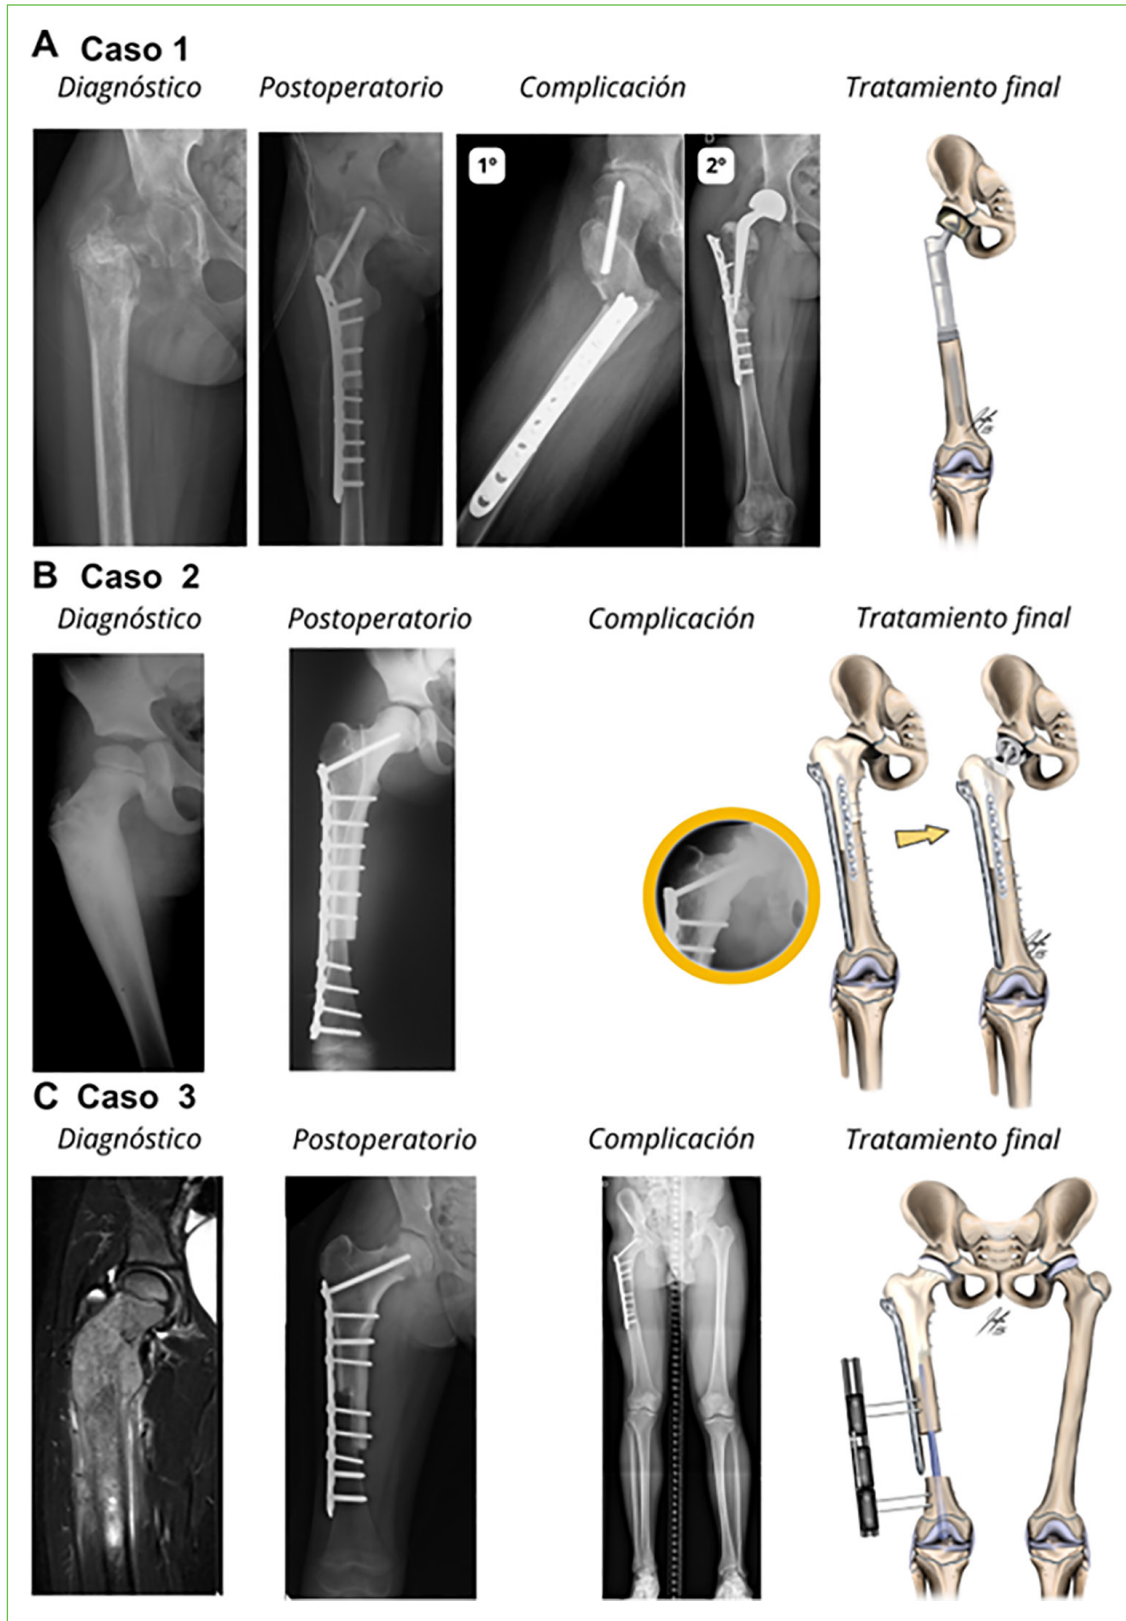 A Caso 1
Diagnóstico Postoperatorio Complicación Tratamiento final
1º 2º
B Caso 2
Diagnóstico Postoperatorio Complicación Tratamiento final
C Caso 3
Diagnóstico Postoperatorio Complicación Tratamiento final